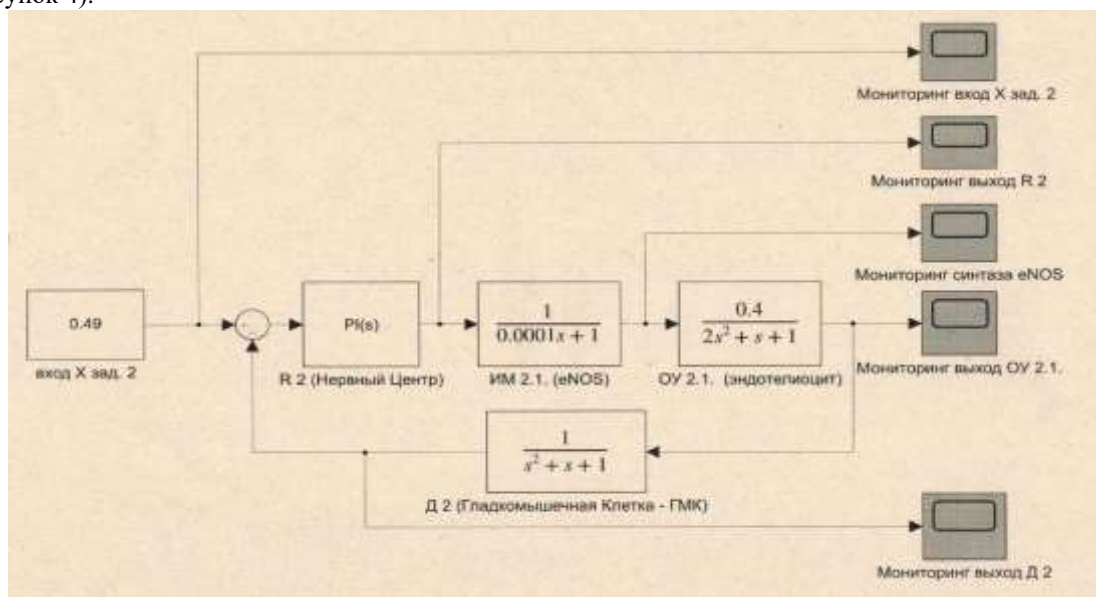 унок 4).
Мониторинг вход X зад. 2
Мониторинг выход R 2
Мониторинг синтаза eNOS
0.49
вход X зад. 2
PI(s)
R 2 (Нервный Центр)
1
0.0001s + 1
ИМ 2.1. (eNOS)
0.4
2s² + s + 1
ОУ 2.1. (эндотелиоцит)
Мониторинг выход ОУ 2.1.
1
s² + s + 1
Д 2 (Гладкомышечная Клетка - ГМК)
Мониторинг выход Д 2